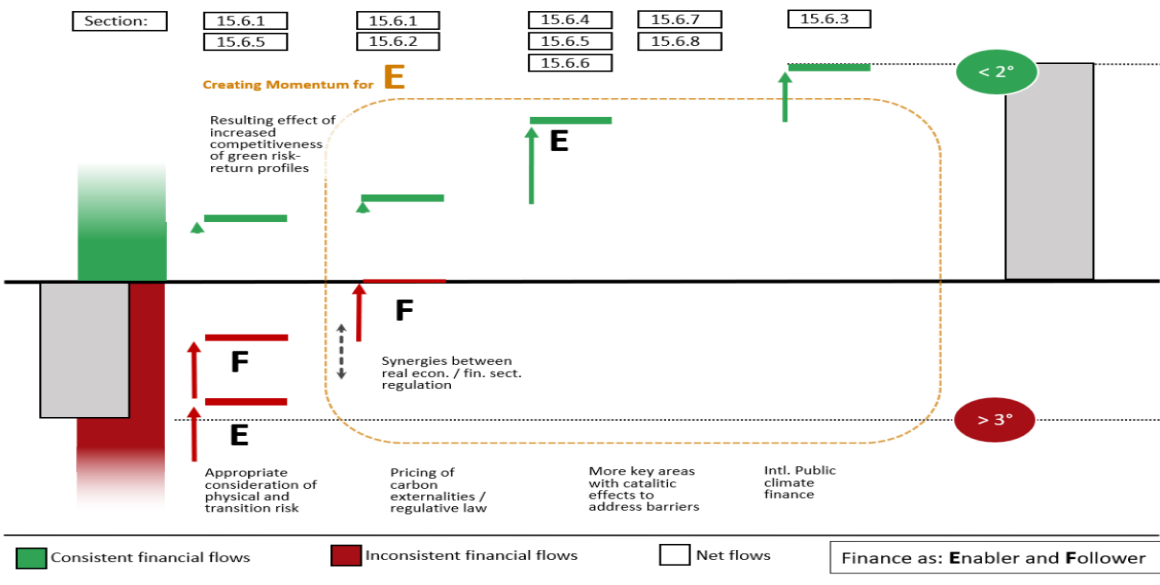 Section:
15.6.1
15.6.5
15.6.1
15.6.2
15.6.4
15.6.5
15.6.6
15.6.7
15.6.8
15.6.3
Creating Momentum for E
Resulting effect of
increased
competitiveness
of green risk-
return profiles
E
< 2°
F
F
E
Synergies between
real econ. / fin. sect.
regulation
> 3°
Appropriate
consideration of
physical and
transition risk
Pricing of
carbon
externalities /
regulative law
More key areas
with catalitic
effects to
address barriers
Intl. Public
climate
finance
Consistent financial flows
Inconsistent financial flows
Net flows
Finance as: Enabler and Follower